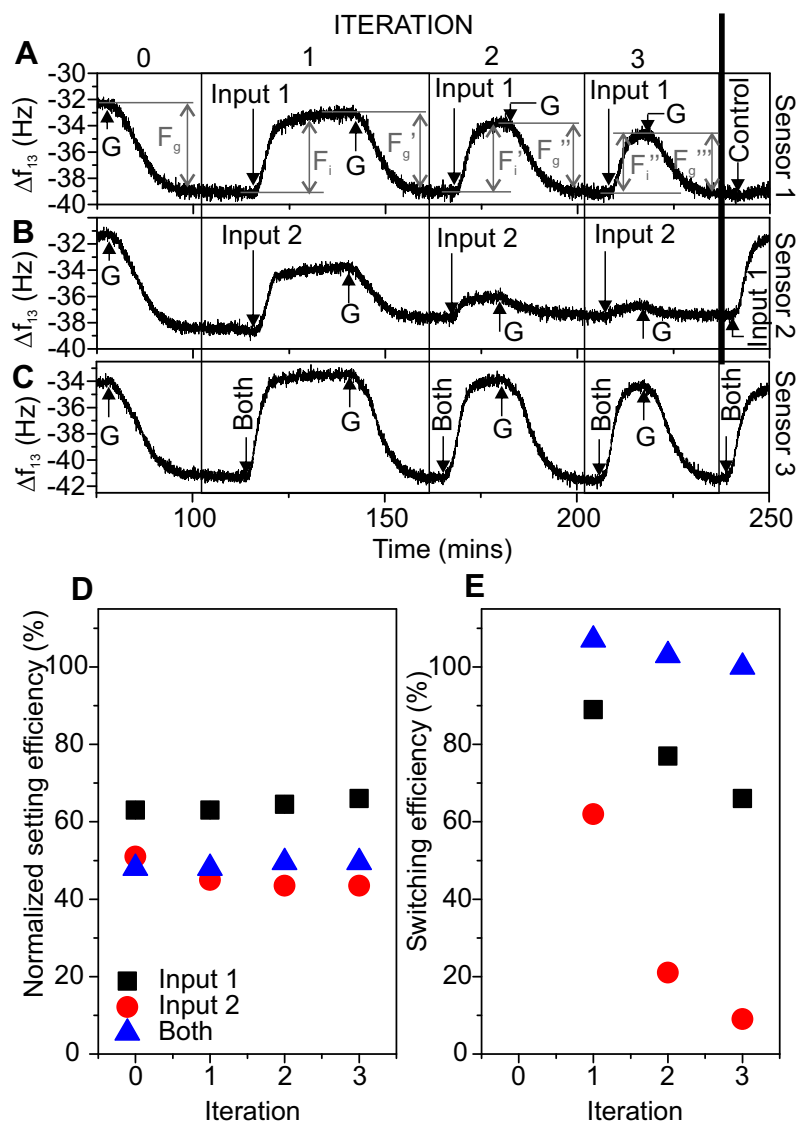 ITERATION
0 1 2 3
A
-30
-32
-34
-36
-38
-40
Δf13 (Hz)
G
Fg
Input 1
Fi
G
Fg'
Input 1
G
Fi'
Fg''
Input 1
G
Fi''
Fg'''
Control
Sensor 1
B
-32
-34
-36
-38
-40
Δf13 (Hz)
G
Input 2
G
Input 2
G
Input 2
G
Input 1
Sensor 2
C
-34
-36
-38
-40
-42
Δf13 (Hz)
G
Both
G
Both
G
Both
G
Both
Sensor 3
100 150 200 250
Time (mins)
D
Normalized setting efficiency (%)
100
80
60
40
20
0
Input 1
Input 2
Both
0 1 2 3
Iteration
E
Switching efficiency (%)
100
80
60
40
20
0
0 1 2 3
Iteration